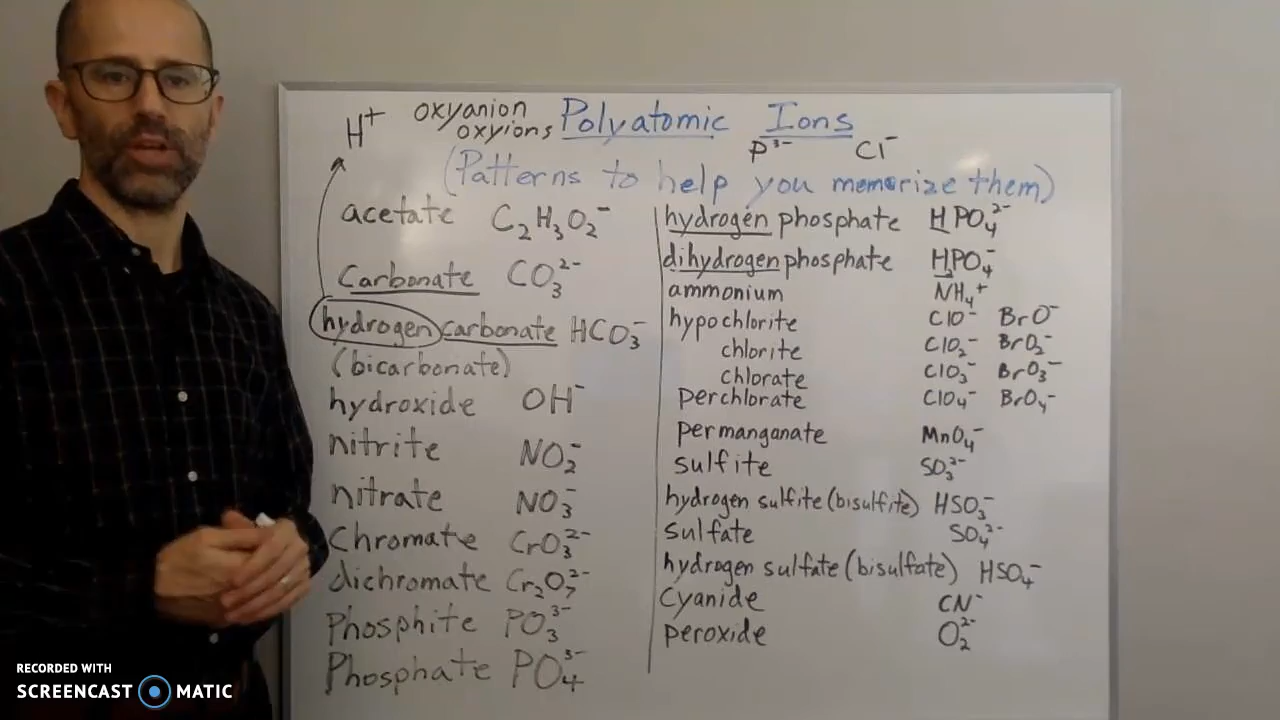 H⁺ oxyanion Polyatomic Ions
oxyions P³⁻ Cl⁻
(Patterns to help you memorize them)
acetate C₂H₃O₂⁻
Carbonate CO₃²⁻
hydrogen carbonate HCO₃⁻
(bicarbonate)
hydroxide OH⁻
nitrite NO₂⁻
nitrate NO₃⁻
Chromate CrO₃²⁻
dichromate Cr₂O₇²⁻
Phosphite PO₃³⁻
Phosphate PO₄³⁻
hydrogen phosphate HPO₄²⁻
dihydrogen phosphate H₂PO₄⁻
ammonium NH₄⁺
hypochlorite ClO⁻ BrO⁻
chlorite ClO₂⁻ BrO₂⁻
chlorate ClO₃⁻ BrO₃⁻
perchlorate ClO₄⁻ BrO₄⁻
permanganate MnO₄⁻
sulfite SO₃²⁻
hydrogen sulfite (bisulfite) HSO₃⁻
sulfate SO₄²⁻
hydrogen sulfate (bisulfate) HSO₄⁻
Cyanide CN⁻
peroxide O₂²⁻
RECORDED WITH
SCREENCAST MATIC